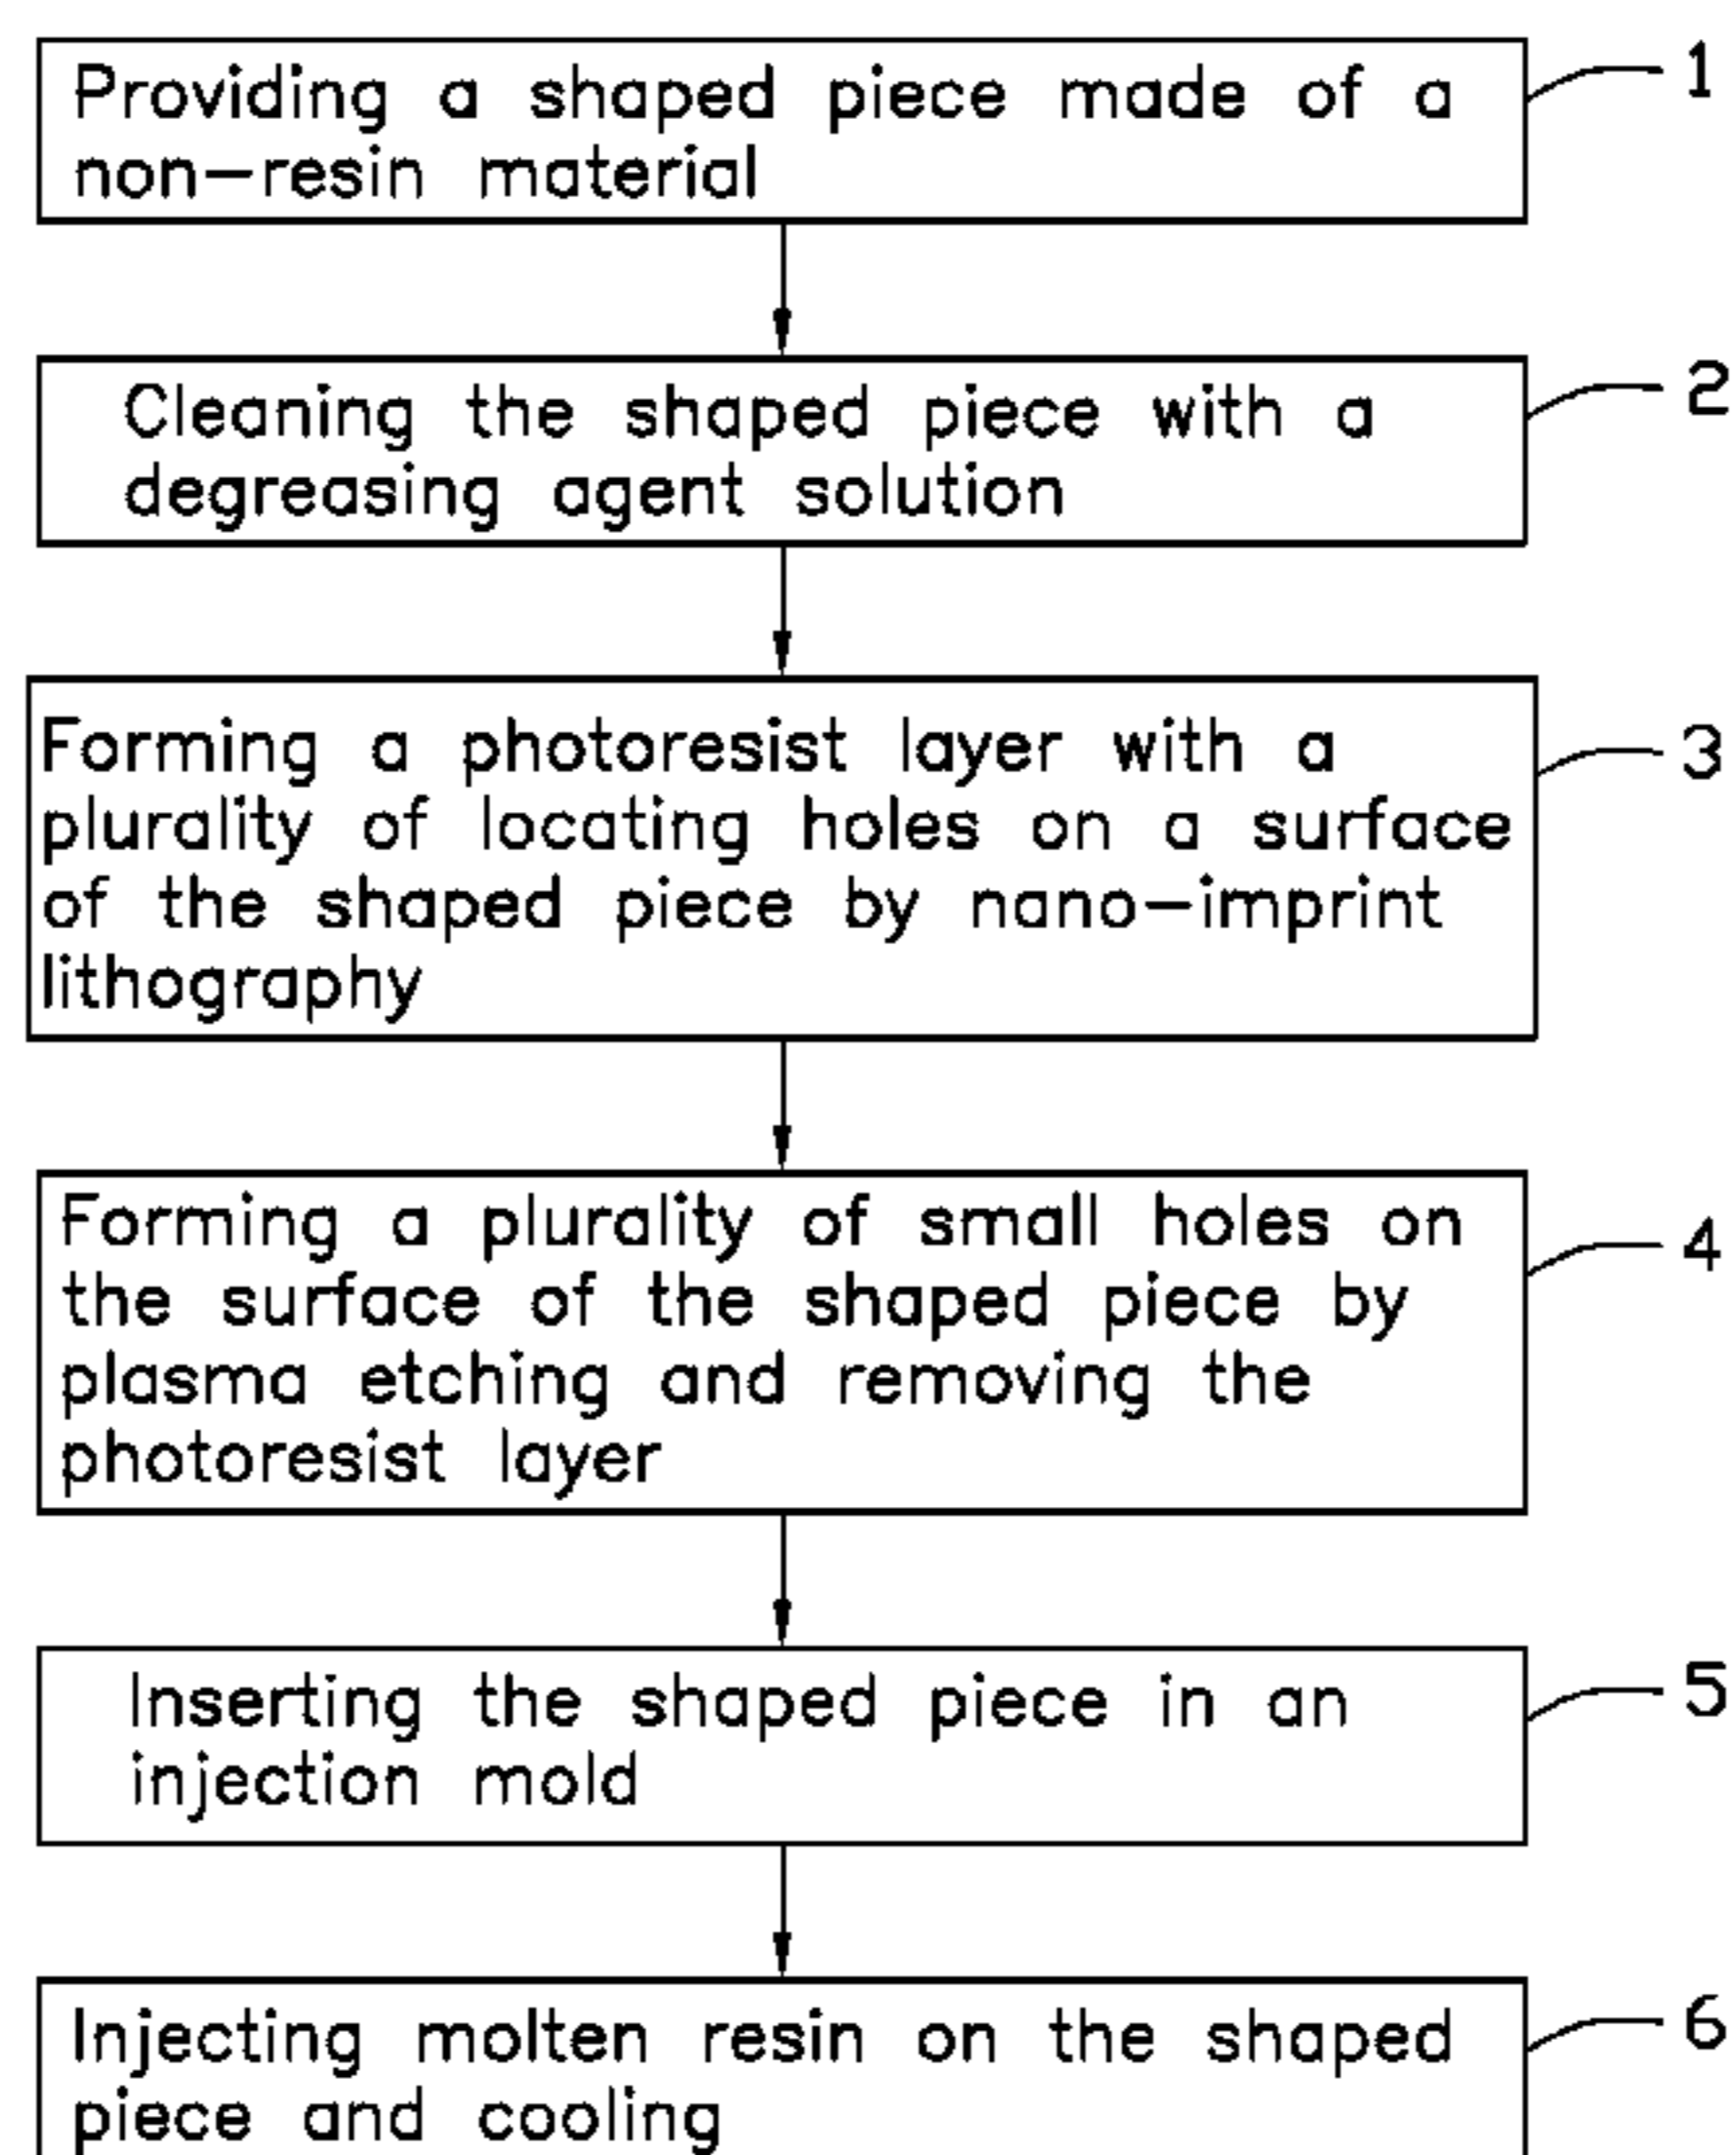 Providing a shaped piece made of a
non-resin material
1
Cleaning the shaped piece with a
degreasing agent solution
2
Forming a photoresist layer with a
plurality of locating holes on a surface
of the shaped piece by nano-imprint
lithography
3
Forming a plurality of small holes on
the surface of the shaped piece by
plasma etching and removing the
photoresist layer
4
Inserting the shaped piece in an
injection mold
5
Injecting molten resin on the shaped
piece and cooling
6